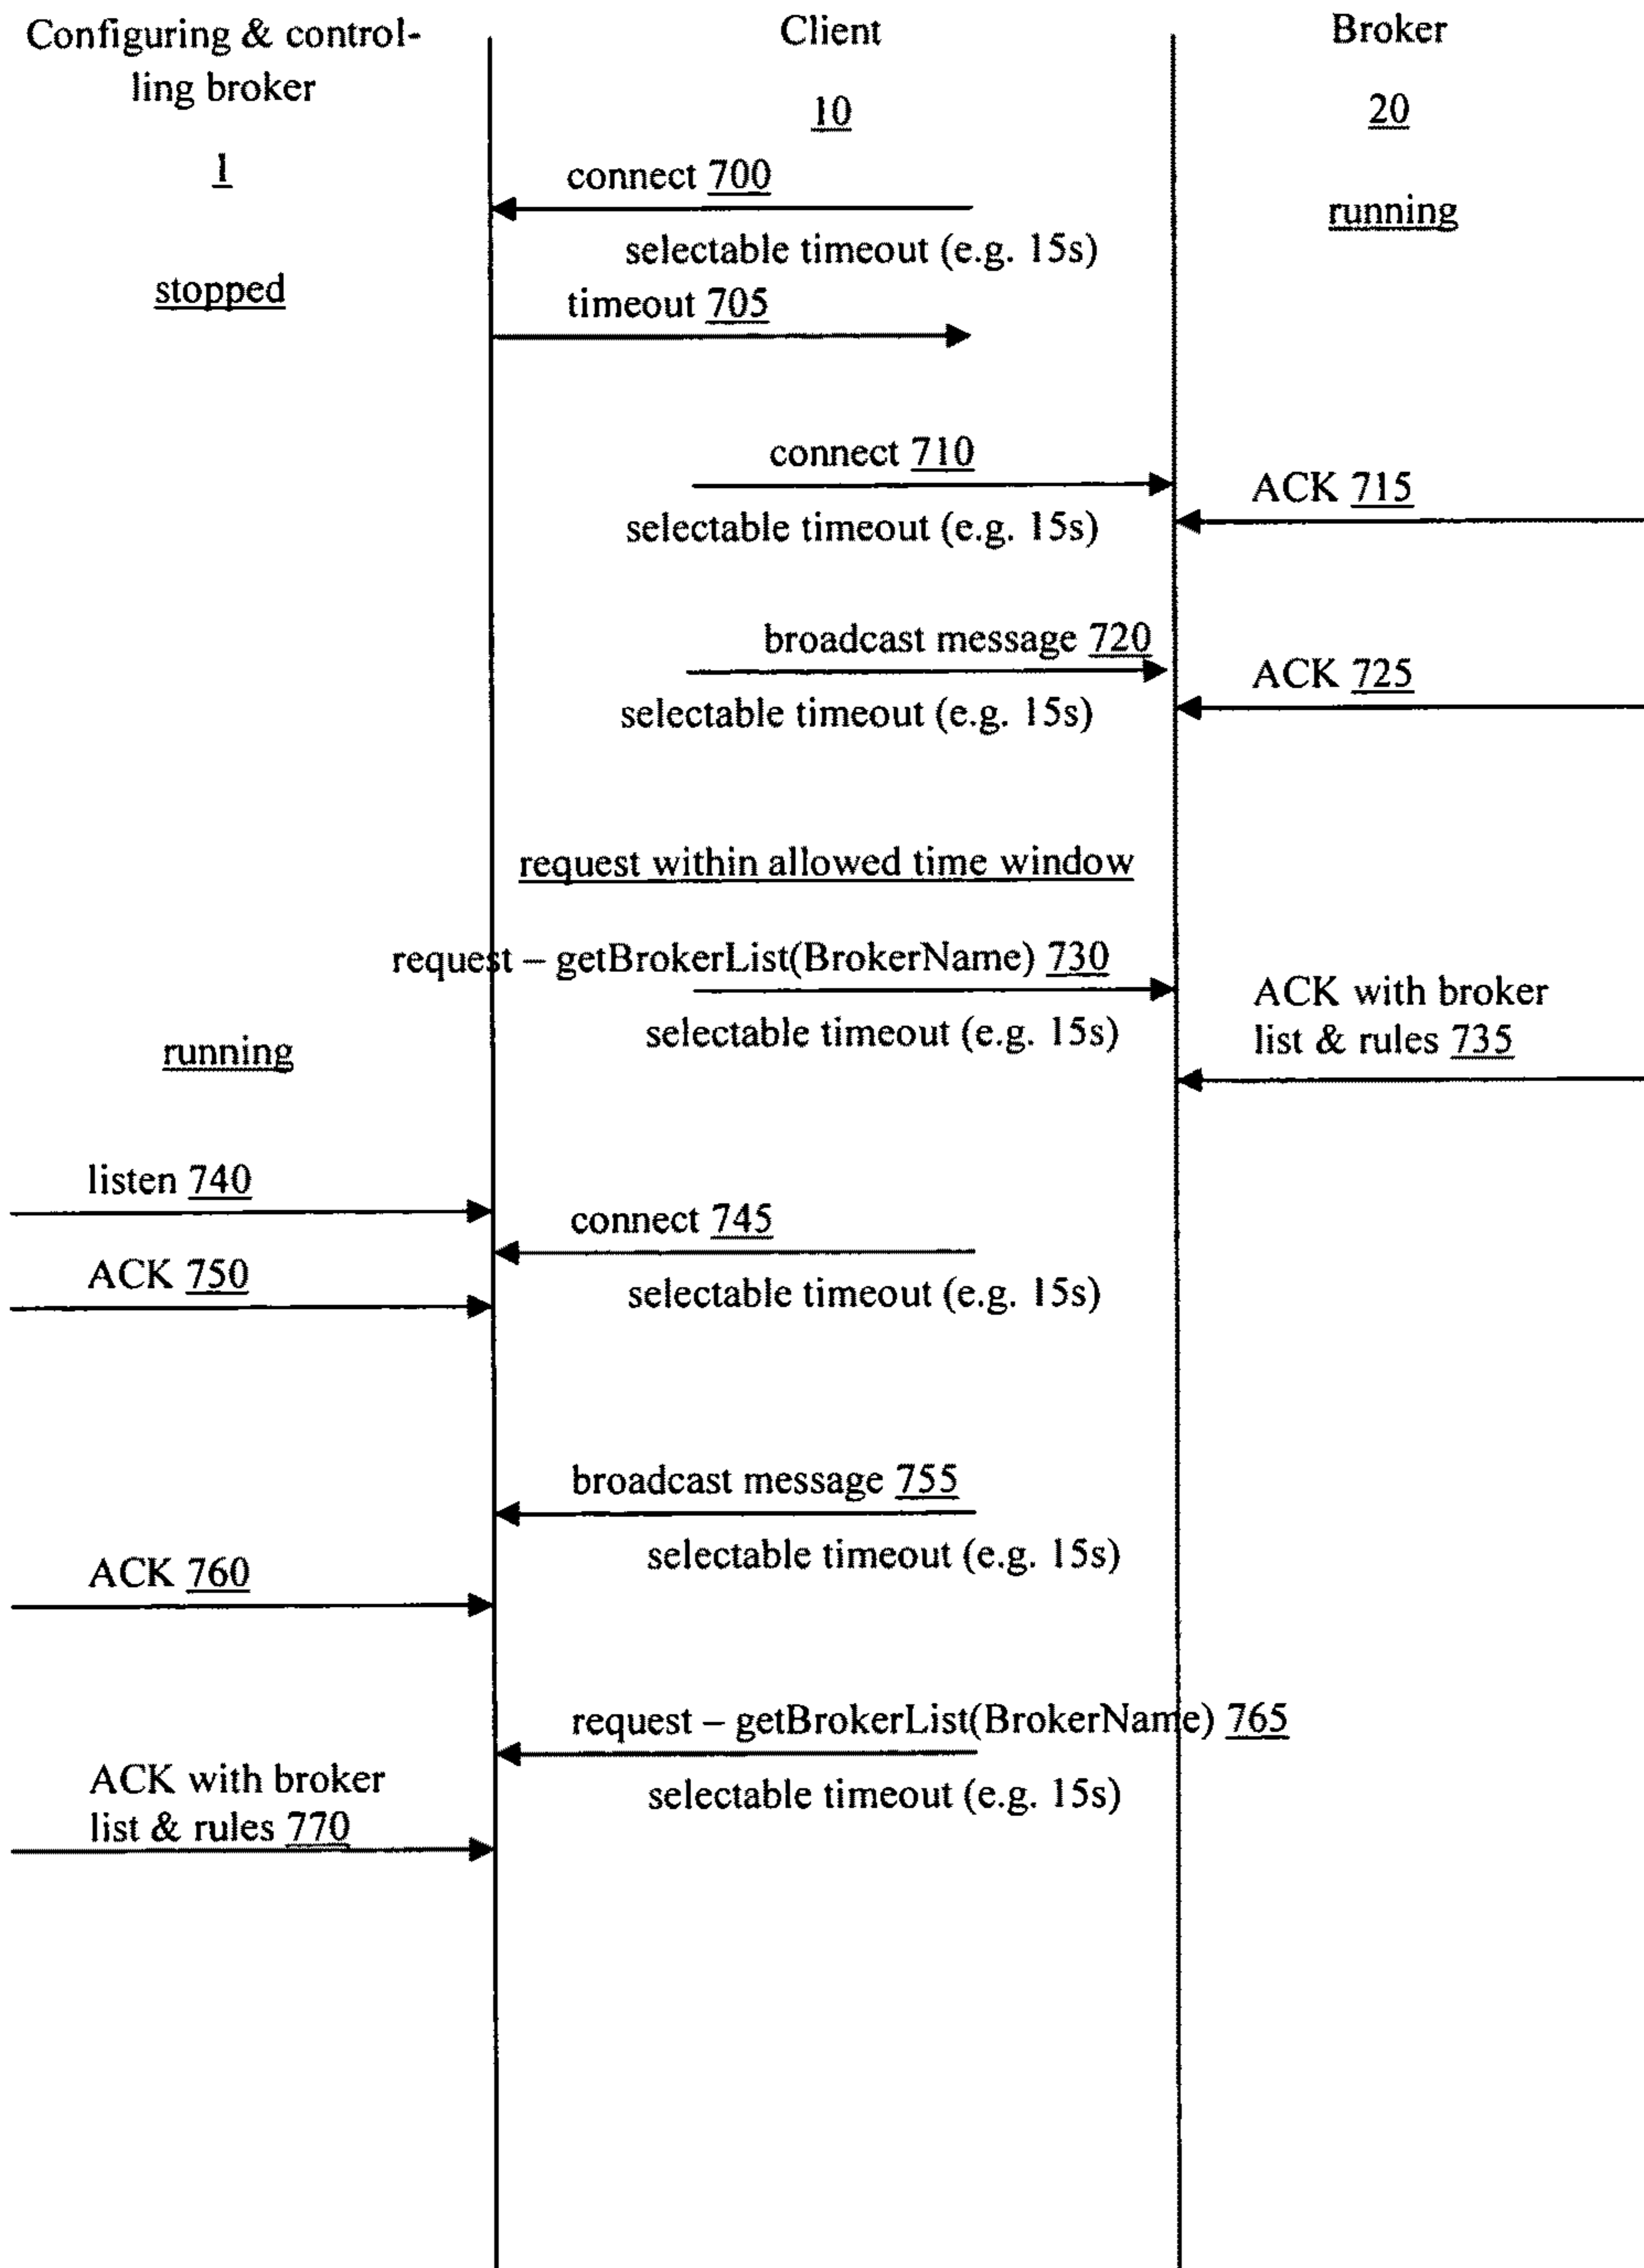 Configuring & control-
ling broker
1
Client
10
Broker
20
connect 700
running
selectable timeout (e.g. 15s)
stopped
timeout 705
connect 710
ACK 715
selectable timeout (e.g. 15s)
broadcast message 720
ACK 725
selectable timeout (e.g. 15s)
request within allowed time window
request – getBrokerList(BrokerName) 730
ACK with broker
list & rules 735
selectable timeout (e.g. 15s)
running
listen 740
connect 745
ACK 750
selectable timeout (e.g. 15s)
broadcast message 755
selectable timeout (e.g. 15s)
ACK 760
request – getBrokerList(BrokerName) 765
ACK with broker
list & rules 770
selectable timeout (e.g. 15s)